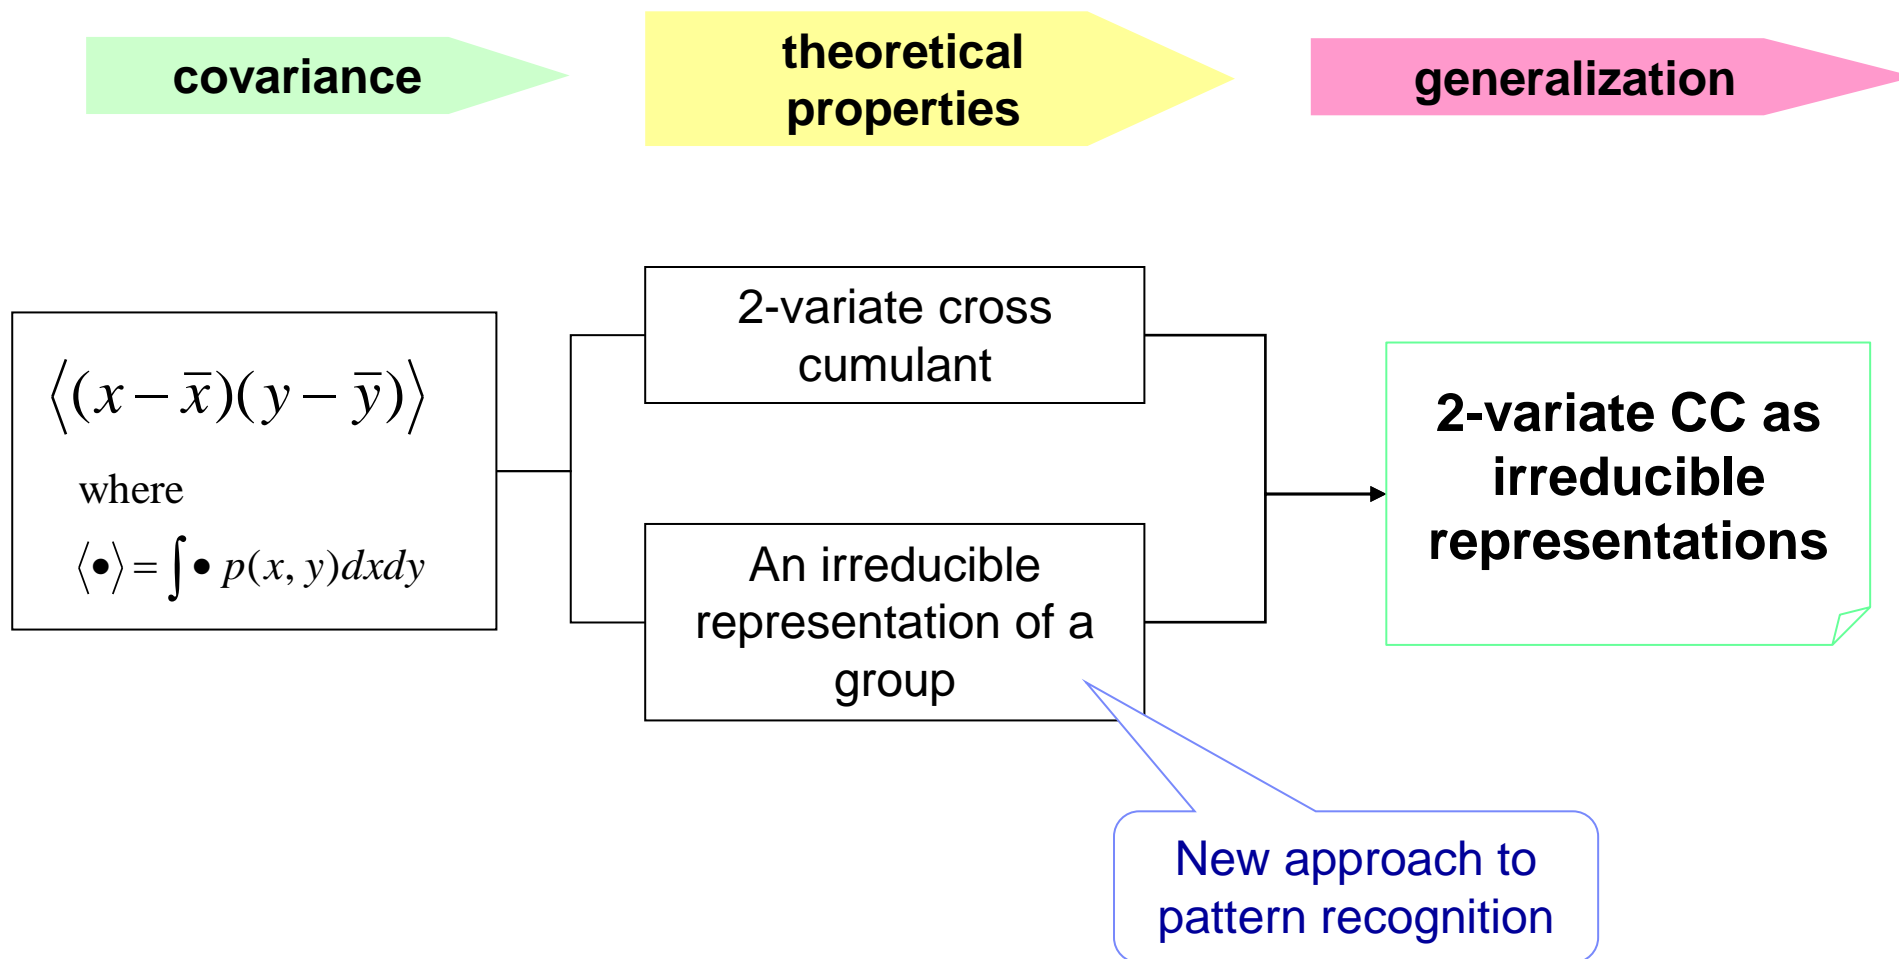 covariance
theoretical
properties
generalization
⟨(x − x̅)(y − y̅)⟩
where
⟨•⟩ = ∫ • p(x, y)dxdy
2-variate cross
cumulant
An irreducible
representation of a
group
2-variate CC as
irreducible
representations
New approach to
pattern recognition